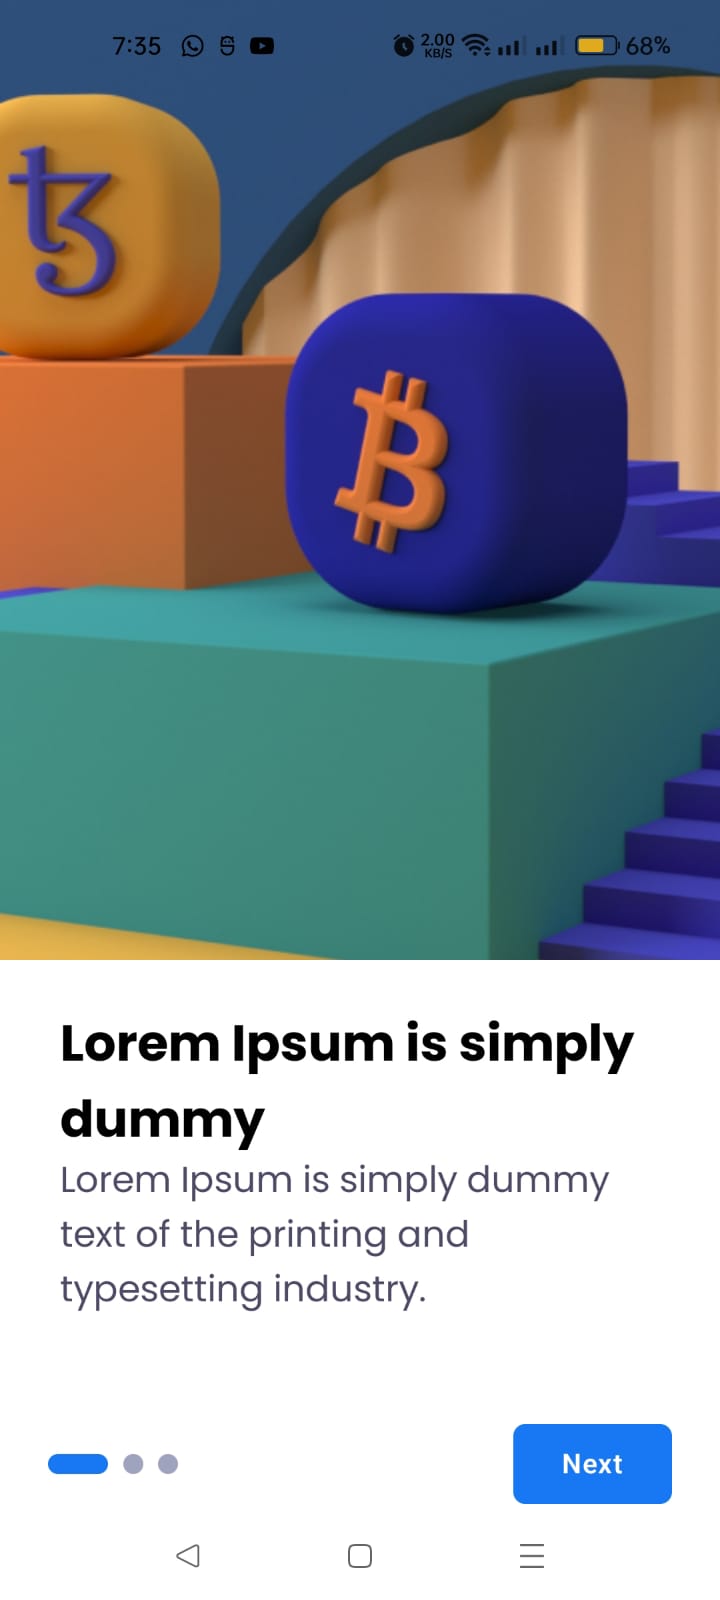 7:35 2.00 KB/S 68%
Lorem Ipsum is simply
dummy
Lorem Ipsum is simply dummy
text of the printing and
typesetting industry.
Next